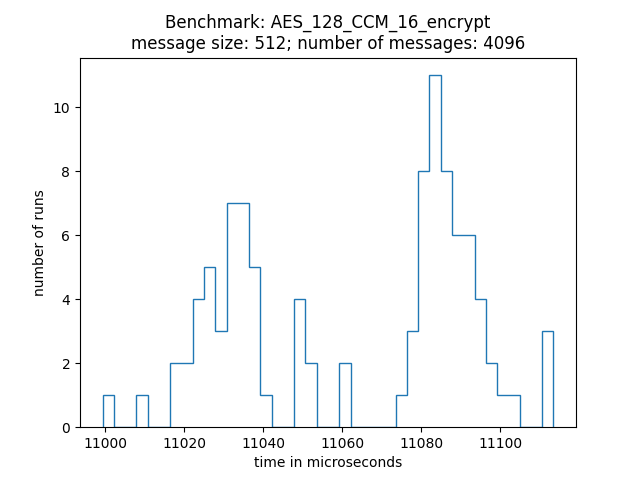 Benchmark: AES_128_CCM_16_encrypt
message size: 512; number of messages: 4096
number of runs
10
8
6
4
2
0
11000 11020 11040 11060 11080 11100
time in microseconds